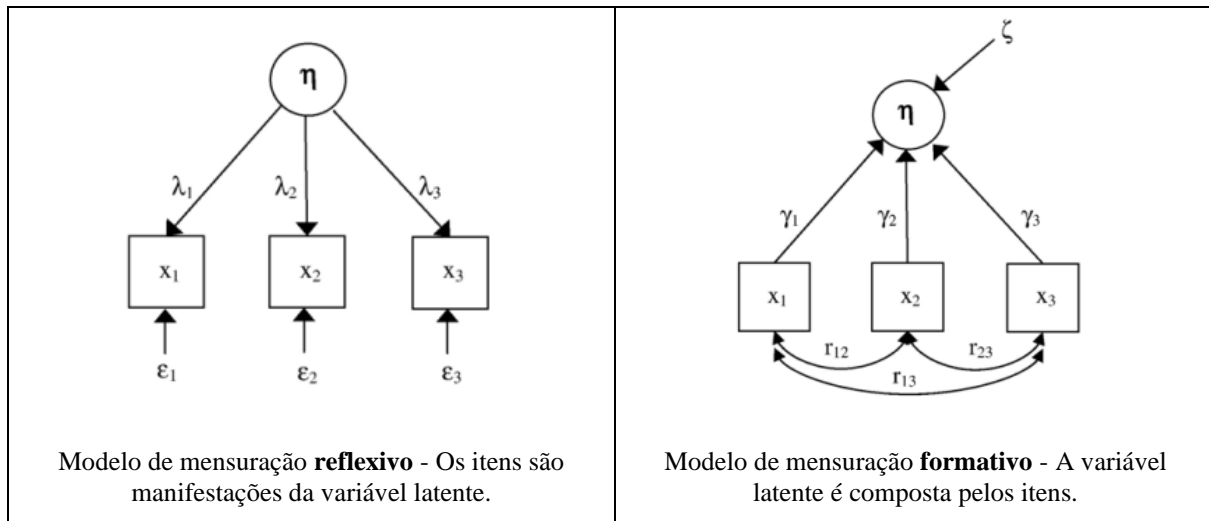 η
λ₁ λ₂ λ₃
x₁ x₂ x₃
ε₁ ε₂ ε₃
Modelo de mensuração reflexivo - Os itens são
manifestações da variável latente.
ζ
η
γ₁ γ₂ γ₃
x₁ x₂ x₃
r₁₂ r₂₃
r₁₃
Modelo de mensuração formativo - A variável
latente é composta pelos itens.